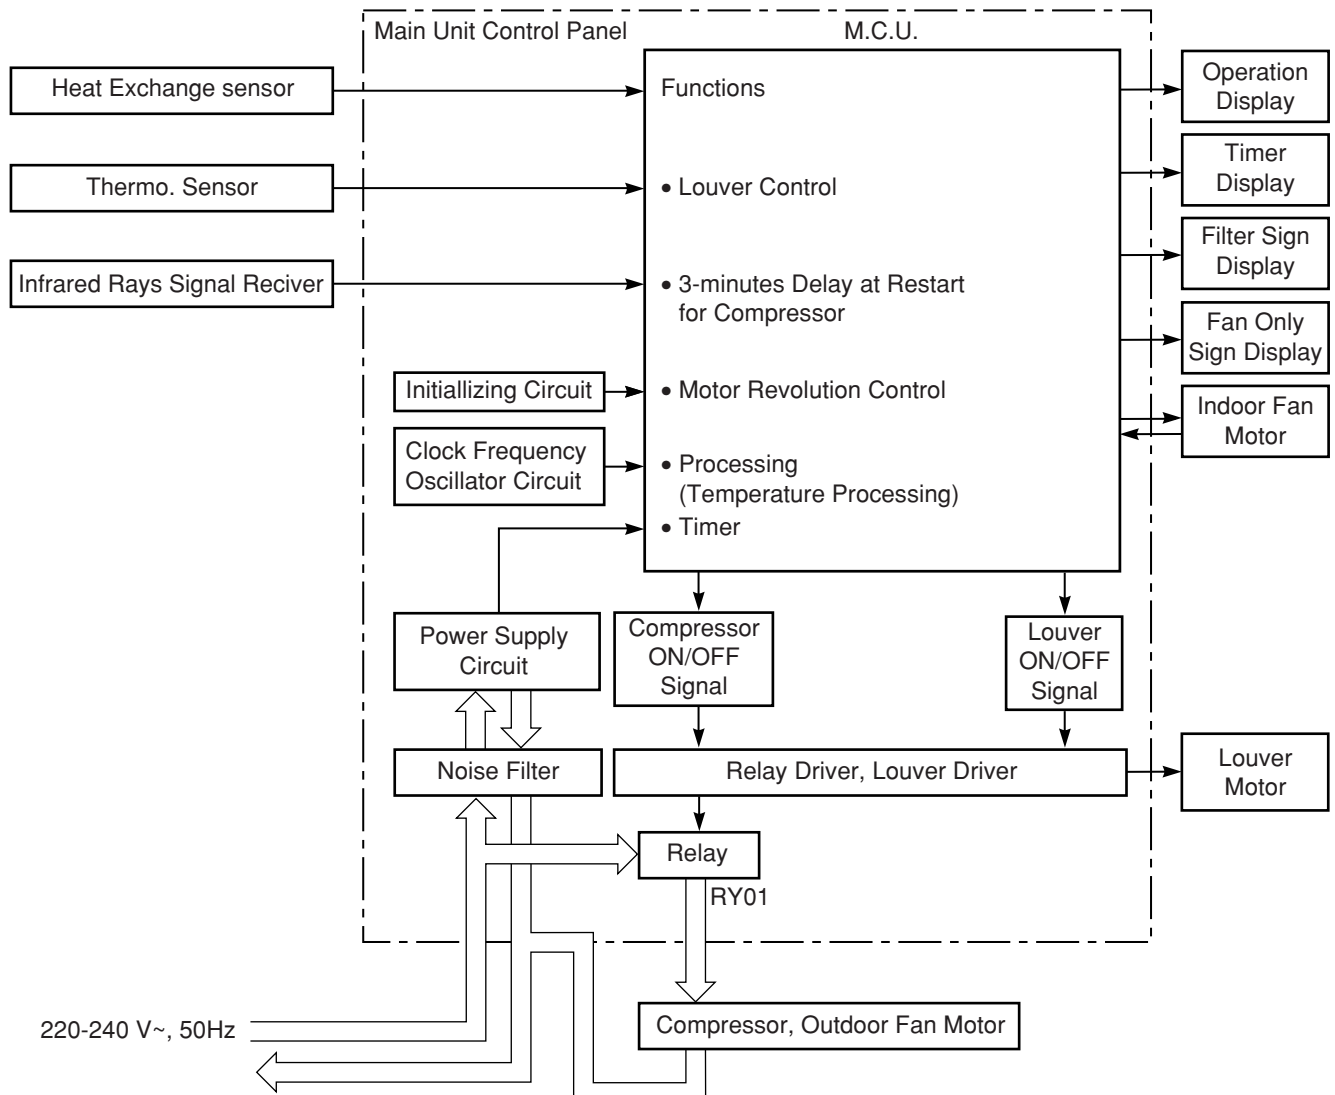 Main Unit Control Panel
M.C.U.
Heat Exchange sensor
Thermo. Sensor
Infrared Rays Signal Reciver
Functions
• Louver Control
• 3-minutes Delay at Restart
for Compressor
• Motor Revolution Control
• Processing
(Temperature Processing)
• Timer
Initiallizing Circuit
Clock Frequency
Oscillator Circuit
Operation
Display
Timer
Display
Filter Sign
Display
Fan Only
Sign Display
Indoor Fan
Motor
Power Supply
Circuit
Compressor
ON/OFF
Signal
Louver
ON/OFF
Signal
Noise Filter
Relay Driver, Louver Driver
Louver
Motor
Relay
RY01
220-240 V~, 50Hz
Compressor, Outdoor Fan Motor